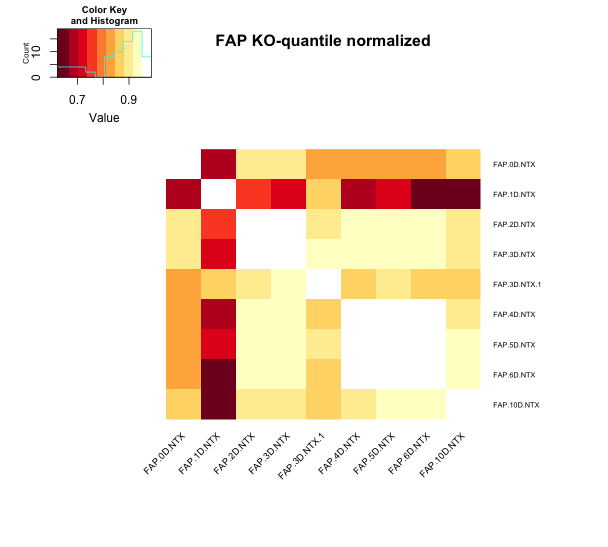 Color Key
and Histogram
Count
0 10
0.7 0.9
Value
FAP KO-quantile normalized
FAP.0D.NTX
FAP.1D.NTX
FAP.2D.NTX
FAP.3D.NTX
FAP.3D.NTX.1
FAP.4D.NTX
FAP.5D.NTX
FAP.6D.NTX
FAP.10D.NTX
FAP.0D.NTX
FAP.1D.NTX
FAP.2D.NTX
FAP.3D.NTX
FAP.3D.NTX.1
FAP.4D.NTX
FAP.5D.NTX
FAP.6D.NTX
FAP.10D.NTX